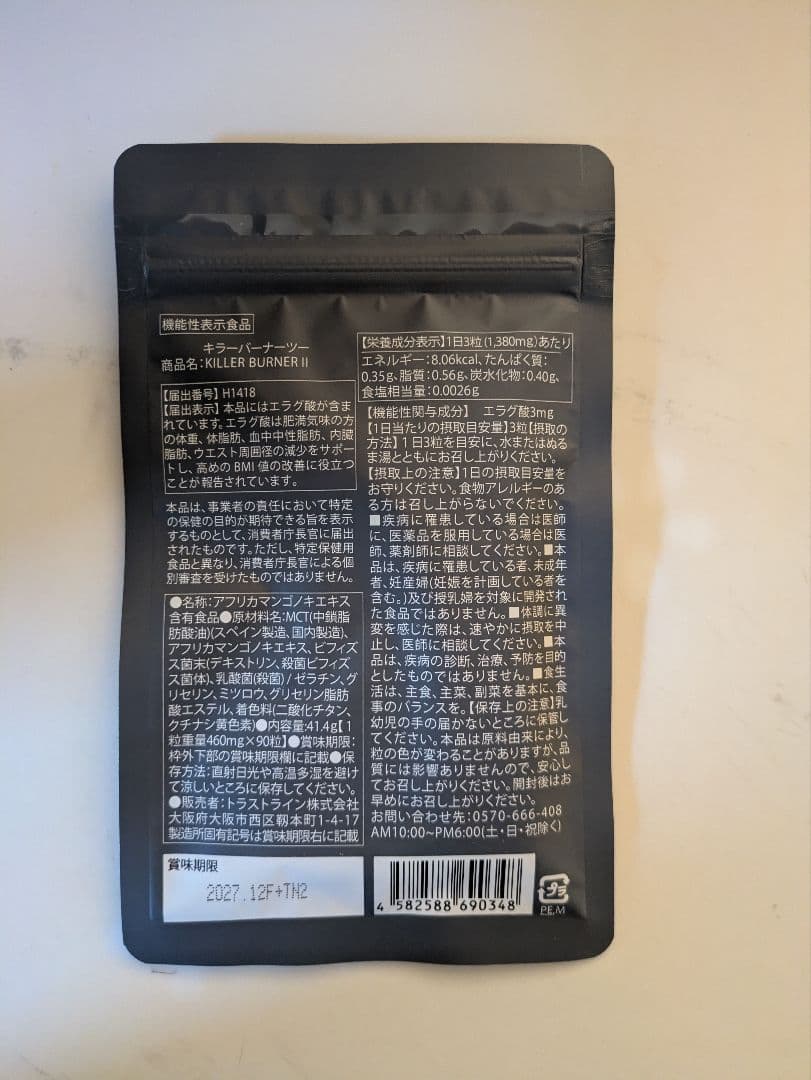 機能性表示食品
キラーバーナーツー
商品名:KILLER BURNER II
【届出番号】H1418
【届出表示】本品にはエラグ酸が含ま
れています。エラグ酸は肥満気味の方
の体重、体脂肪、血中中性脂肪、内臓
脂肪、ウエスト周囲径の減少をサポー
トし、高めのBMI値の改善に役立つ
ことが報告されています。
本品は、事業者の責任において特定
の保健の目的が期待できる旨を表示
するものとして、消費者庁長官に届出
されたものです。ただし、特定保健用
食品と異なり、消費者庁長官による個
別審査を受けたものではありません。
●名称:アフリカマンゴノキエキス
含有食品●原材料名:MCT(中鎖脂
肪酸油)(スペイン製造、国内製造)、
アフリカマンゴノキエキス、ビフィズ
ス菌末(デキストリン、殺菌ビフィズ
ス菌体)、乳酸菌(殺菌)/ゼラチン、グ
リセリン、ミツロウ、グリセリン脂肪
酸エステル、着色料(二酸化チタン、
クチナシ黄色素)●内容量:41.4g【1
粒重量460mg×90粒】●賞味期限:
枠外下部の賞味期限欄に記載●保
存方法:直射日光や高温多湿を避け
て涼しいところに保存してください。
●販売者:トラストライン株式会社
大阪府大阪市西区靱本町1-4-17
製造所固有記号は賞味期限右に記載
【栄養成分表示】1日3粒(1,380mg)あたり
エネルギー:8.06kcal、たんぱく質:
0.35g、脂質:0.56g、炭水化物:0.40g、
食塩相当量:0.0026g
【機能性関与成分】 エラグ酸3mg
【1日当たりの摂取目安量】3粒【摂取の
方法】1日3粒を目安に、水またはぬる
ま湯とともにお召し上がりください。
【摂取上の注意】1日の摂取目安量を
お守りください。食物アレルギーのあ
る方は召し上がらないでください。
■疾病に罹患している場合は医師
に、医薬品を服用している場合は医
師、薬剤師に相談してください。■本
品は、疾病に罹患している者、未成年
者、妊産婦(妊娠を計画している者を
含む。)及び授乳婦を対象に開発され
た食品ではありません。■体調に異
変を感じた際は、速やかに摂取を中
止し、医師に相談してください。■本
品は、疾病の診断、治療、予防を目的
としたものではありません。■食生
活は、主食、主菜、副菜を基本に、食
事のバランスを。【保存上の注意】乳
幼児の手の届かないところに保管し
てください。本品は原料由来により、
粒の色が変わることがありますが、品
質には影響ありませんので、安心し
てお召し上がりください。開封後はお
早めにお召し上がりください。
お問い合わせ先:0570-666-408
AM10:00~PM6:00(土・日・祝除く)
賞味期限
2027.12F+TN2
4 582588 690348
プラ
PE,M